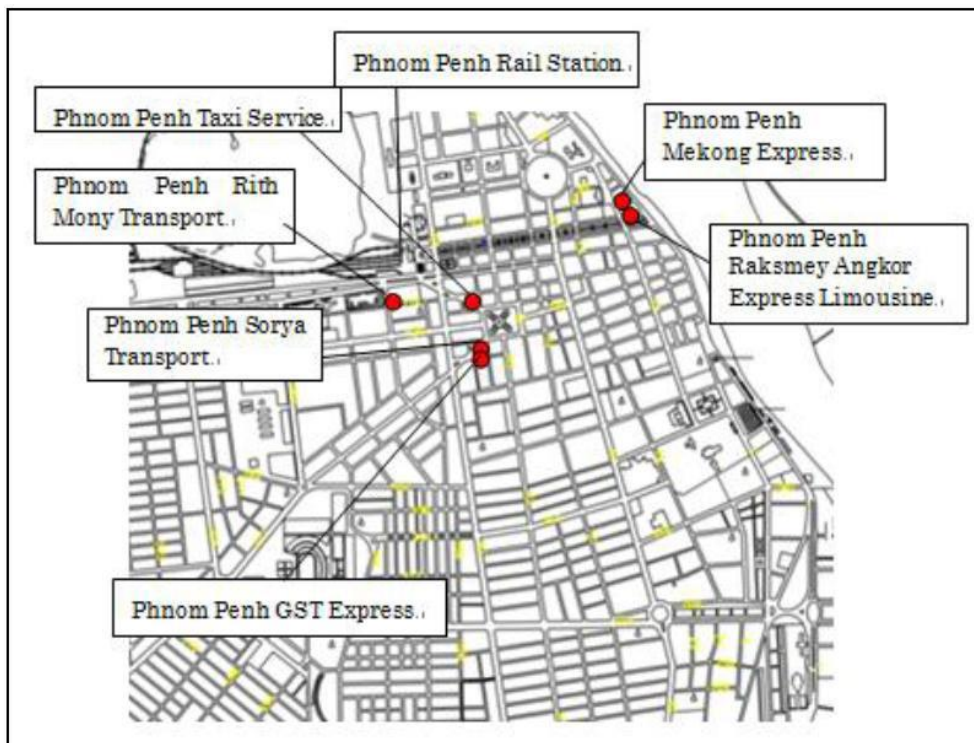 Phnom Penh Rail Station.
Phnom Penh Taxi Service.
Phnom Penh
Mekong Express.
Phnom Penh Rith
Mony Transport.
Phnom Penh
Raksmey Angkor
Express Limousine.
Phnom Penh Sorya
Transport.
Phnom Penh GST Express.